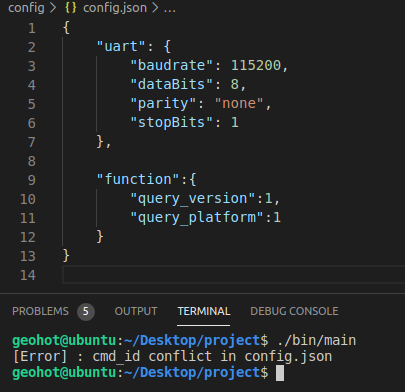 config > {} config.json > ...
1 {
2     "uart": {
3         "baudrate": 115200,
4         "dataBits": 8,
5         "parity": "none",
6         "stopBits": 1
7     },
8
9     "function":{
10         "query_version":1,
11         "query_platform":1
12     }
13 }
14
PROBLEMS 5 OUTPUT TERMINAL DEBUG CONSOLE
geohot@ubuntu:~/Desktop/project$ ./bin/main
[Error] : cmd_id conflict in config.json
geohot@ubuntu:~/Desktop/project$